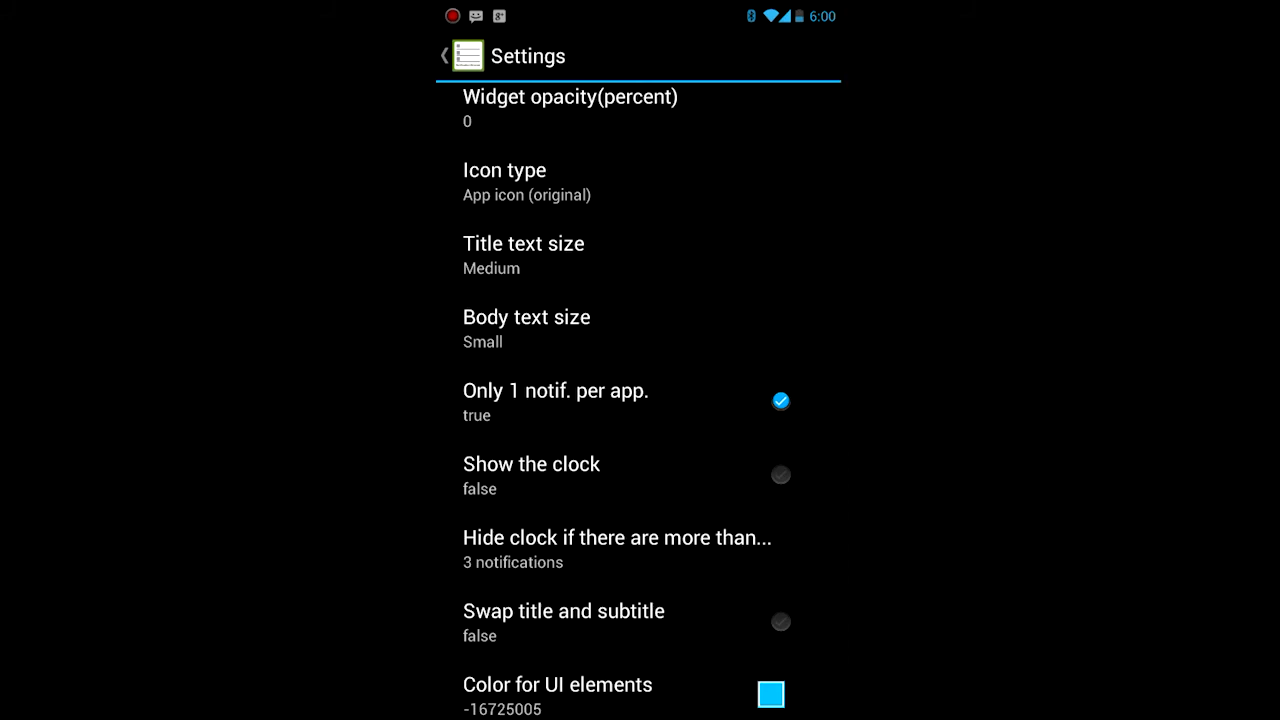 6:00
Settings
Widget opacity(percent)
0
Icon type
App icon (original)
Title text size
Medium
Body text size
Small
Only 1 notif. per app.
true
Show the clock
false
Hide clock if there are more than...
3 notifications
Swap title and subtitle
false
Color for UI elements
-16725005